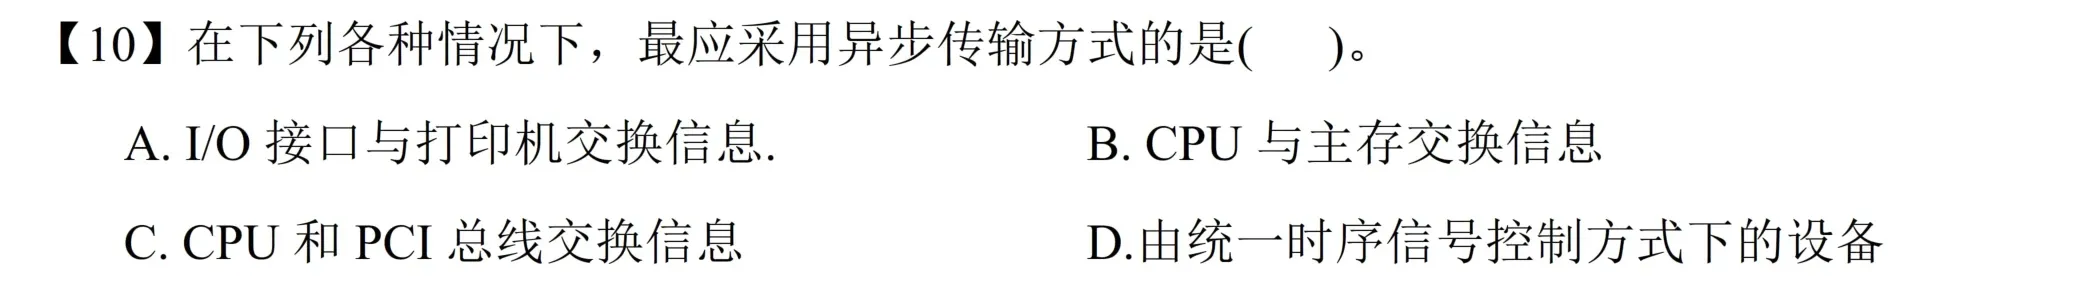 【10】在下列各种情况下，最应采用异步传输方式的是(    )。
A. I/O 接口与打印机交换信息.    B. CPU 与主存交换信息
C. CPU 和 PCI 总线交换信息    D.由统一时序信号控制方式下的设备